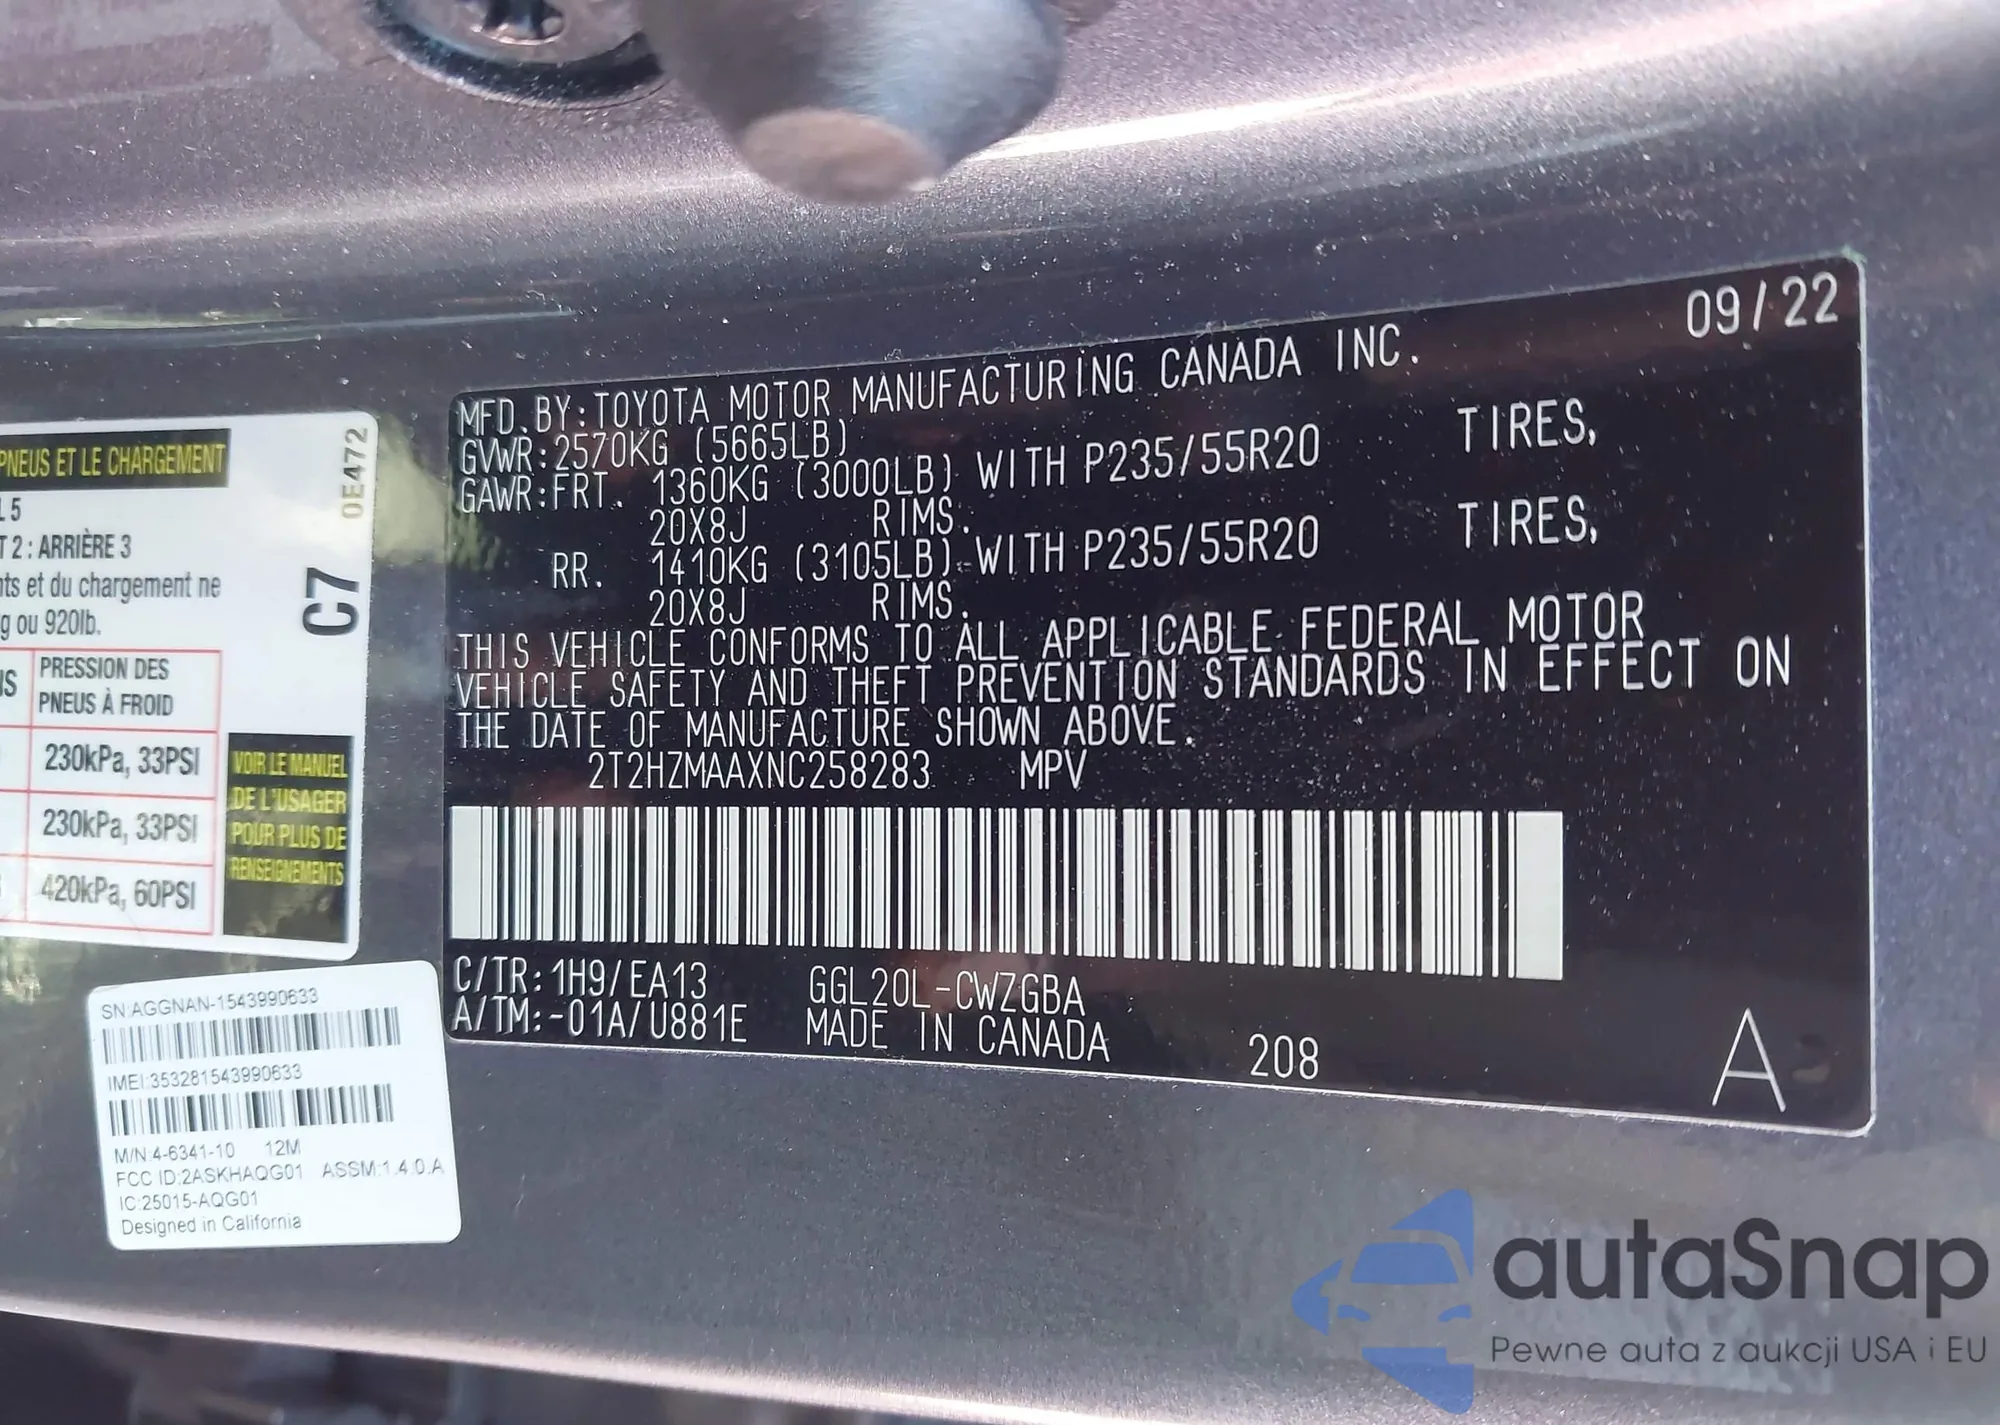 PNEUS ET LE CHARGEMENT
0E472
L 5
T 2 : ARRIÈRE 3
C7
nts et du chargement ne
g ou 920lb.
US
PRESSION DES
PNEUS À FROID
230kPa, 33PSI
230kPa, 33PSI
420kPa, 60PSI
VOIR LE MANUEL
DE L'USAGER
POUR PLUS DE
RENSEIGNEMENTS
SN:AGGNAN-1543990633
IMEI:353281543990633
M/N:4-6341-10 12M
FCC ID:2ASKHAQG01 ASSM:1.4.0.A
IC:25015-AQG01
Designed in California
09/22
MFD. BY:TOYOTA MOTOR MANUFACTURING CANADA INC.
GVWR:2570KG (5665LB)
GAWR:FRT. 1360KG (3000LB) WITH P235/55R20 TIRES,
20X8J RIMS.
RR. 1410KG (3105LB) WITH P235/55R20 TIRES,
20X8J RIMS.
THIS VEHICLE CONFORMS TO ALL APPLICABLE FEDERAL MOTOR
VEHICLE SAFETY AND THEFT PREVENTION STANDARDS IN EFFECT ON
THE DATE OF MANUFACTURE SHOWN ABOVE.
2T2HZMAAXNC258283 MPV
C/TR:1H9/EA13 GGL20L-CWZGBA
A/TM:-01A/U881E MADE IN CANADA 208
A
autaSnap
Pewne auta z aukcji USA i EU